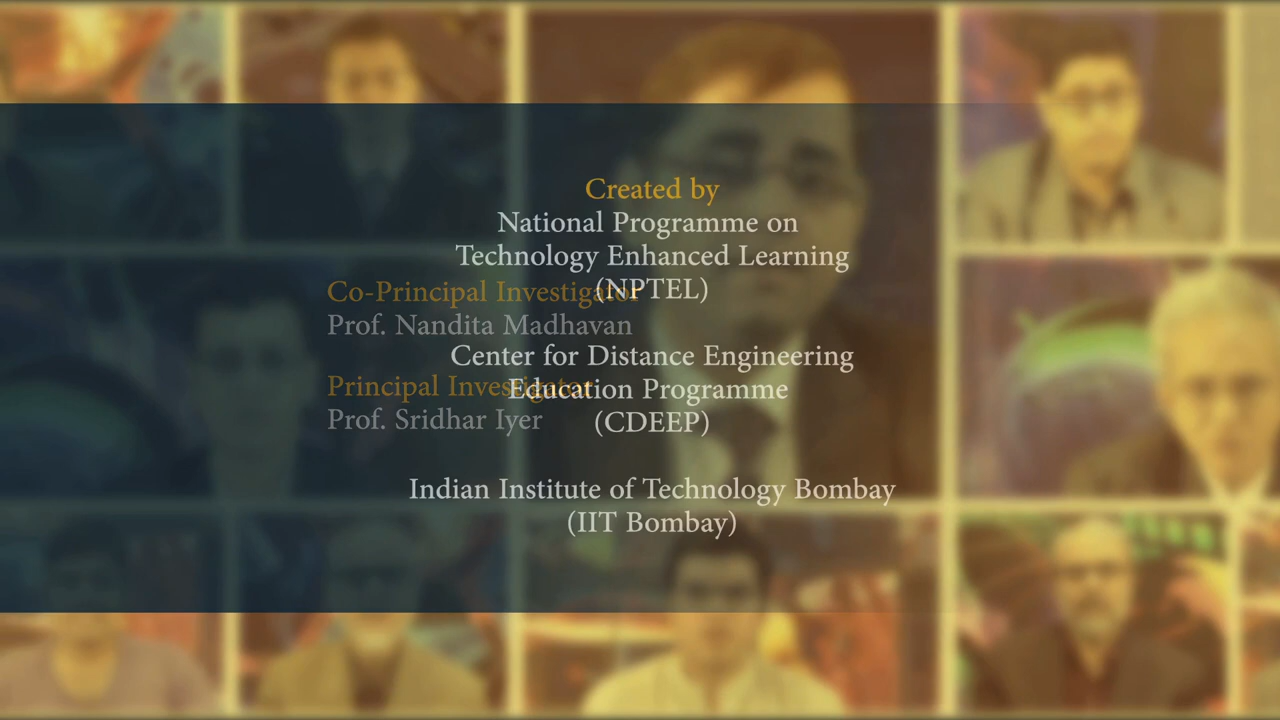 Created by
National Programme on
Technology Enhanced Learning
(NPTEL)
Co-Principal Investigator
Prof. Nandita Madhavan
Center for Distance Engineering
Principal Investigator
Education Programme
Prof. Sridhar Iyer
(CDEEP)
Indian Institute of Technology Bombay
(IIT Bombay)